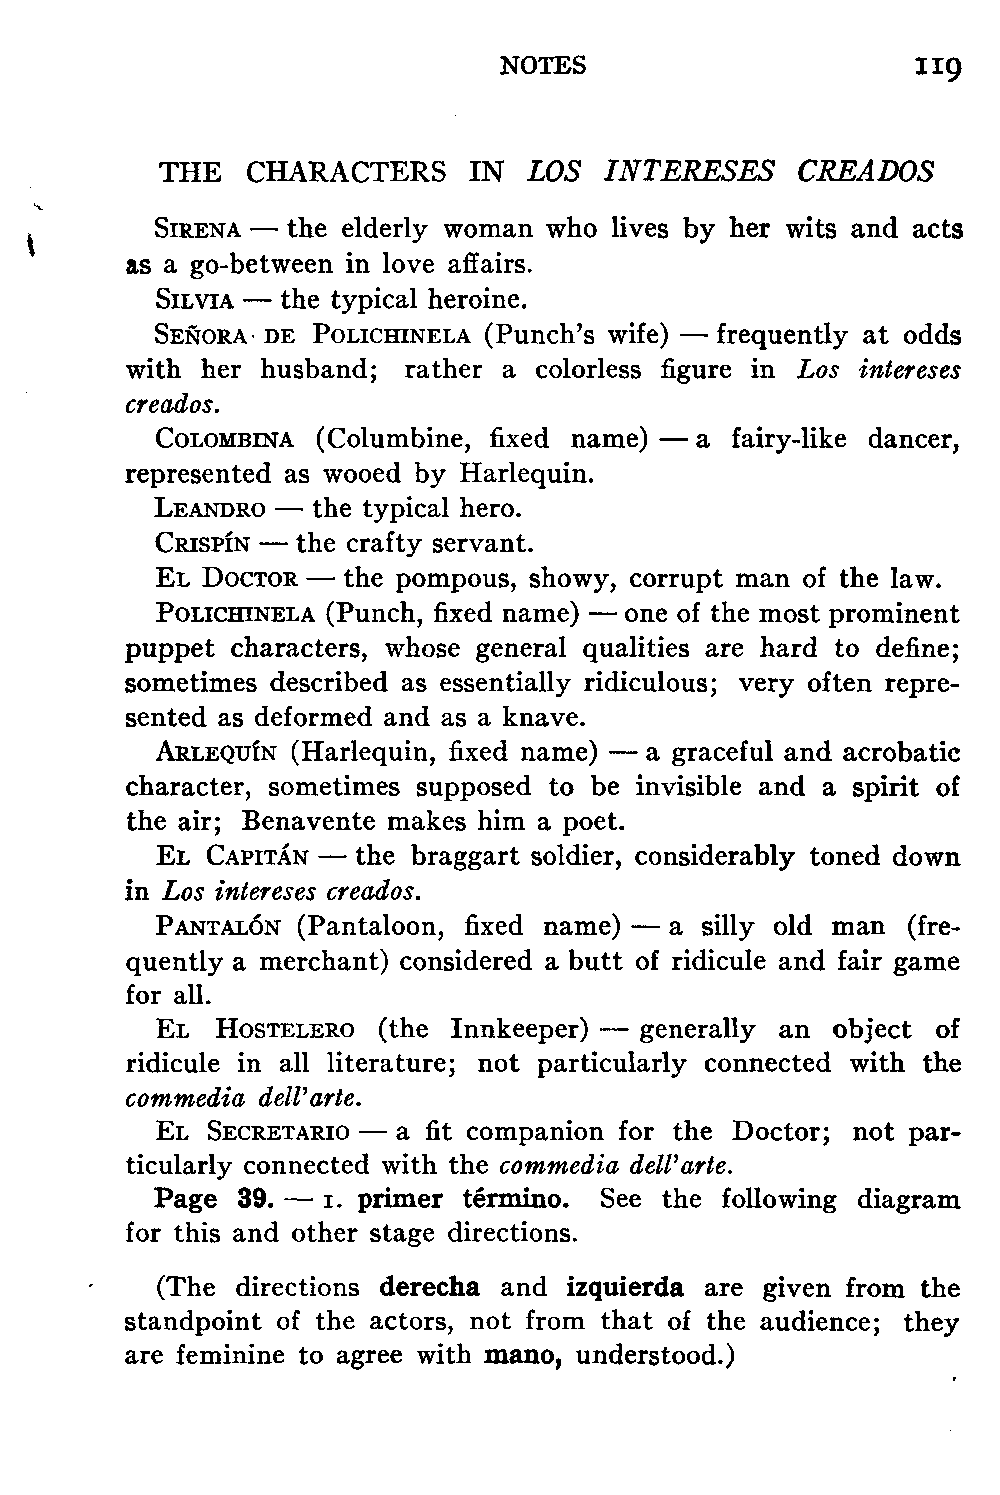 NOTES 119
THE CHARACTERS IN LOS INTERESES CREADOS
SIRENA — the elderly woman who lives by her wits and acts
as a go-between in love affairs.
SILVIA — the typical heroine.
SEÑORA DE POLICHINELA (Punch's wife) — frequently at odds
with her husband; rather a colorless figure in Los intereses
creados.
COLOMBINA (Columbine, fixed name) — a fairy-like dancer,
represented as wooed by Harlequin.
LEANDRO — the typical hero.
CRISPÍN — the crafty servant.
EL DOCTOR — the pompous, showy, corrupt man of the law.
POLICHINELA (Punch, fixed name) — one of the most prominent
puppet characters, whose general qualities are hard to define;
sometimes described as essentially ridiculous; very often repre-
sented as deformed and as a knave.
ARLEQUÍN (Harlequin, fixed name) — a graceful and acrobatic
character, sometimes supposed to be invisible and a spirit of
the air; Benavente makes him a poet.
EL CAPITÁN — the braggart soldier, considerably toned down
in Los intereses creados.
PANTALÓN (Pantaloon, fixed name) — a silly old man (fre-
quently a merchant) considered a butt of ridicule and fair game
for all.
EL HOSTELERO (the Innkeeper) — generally an object of
ridicule in all literature; not particularly connected with the
commedia dell'arte.
EL SECRETARIO — a fit companion for the Doctor; not par-
ticularly connected with the commedia dell'arte.
Page 39. — 1. primer término. See the following diagram
for this and other stage directions.
(The directions derecha and izquierda are given from the
standpoint of the actors, not from that of the audience; they
are feminine to agree with mano, understood.)